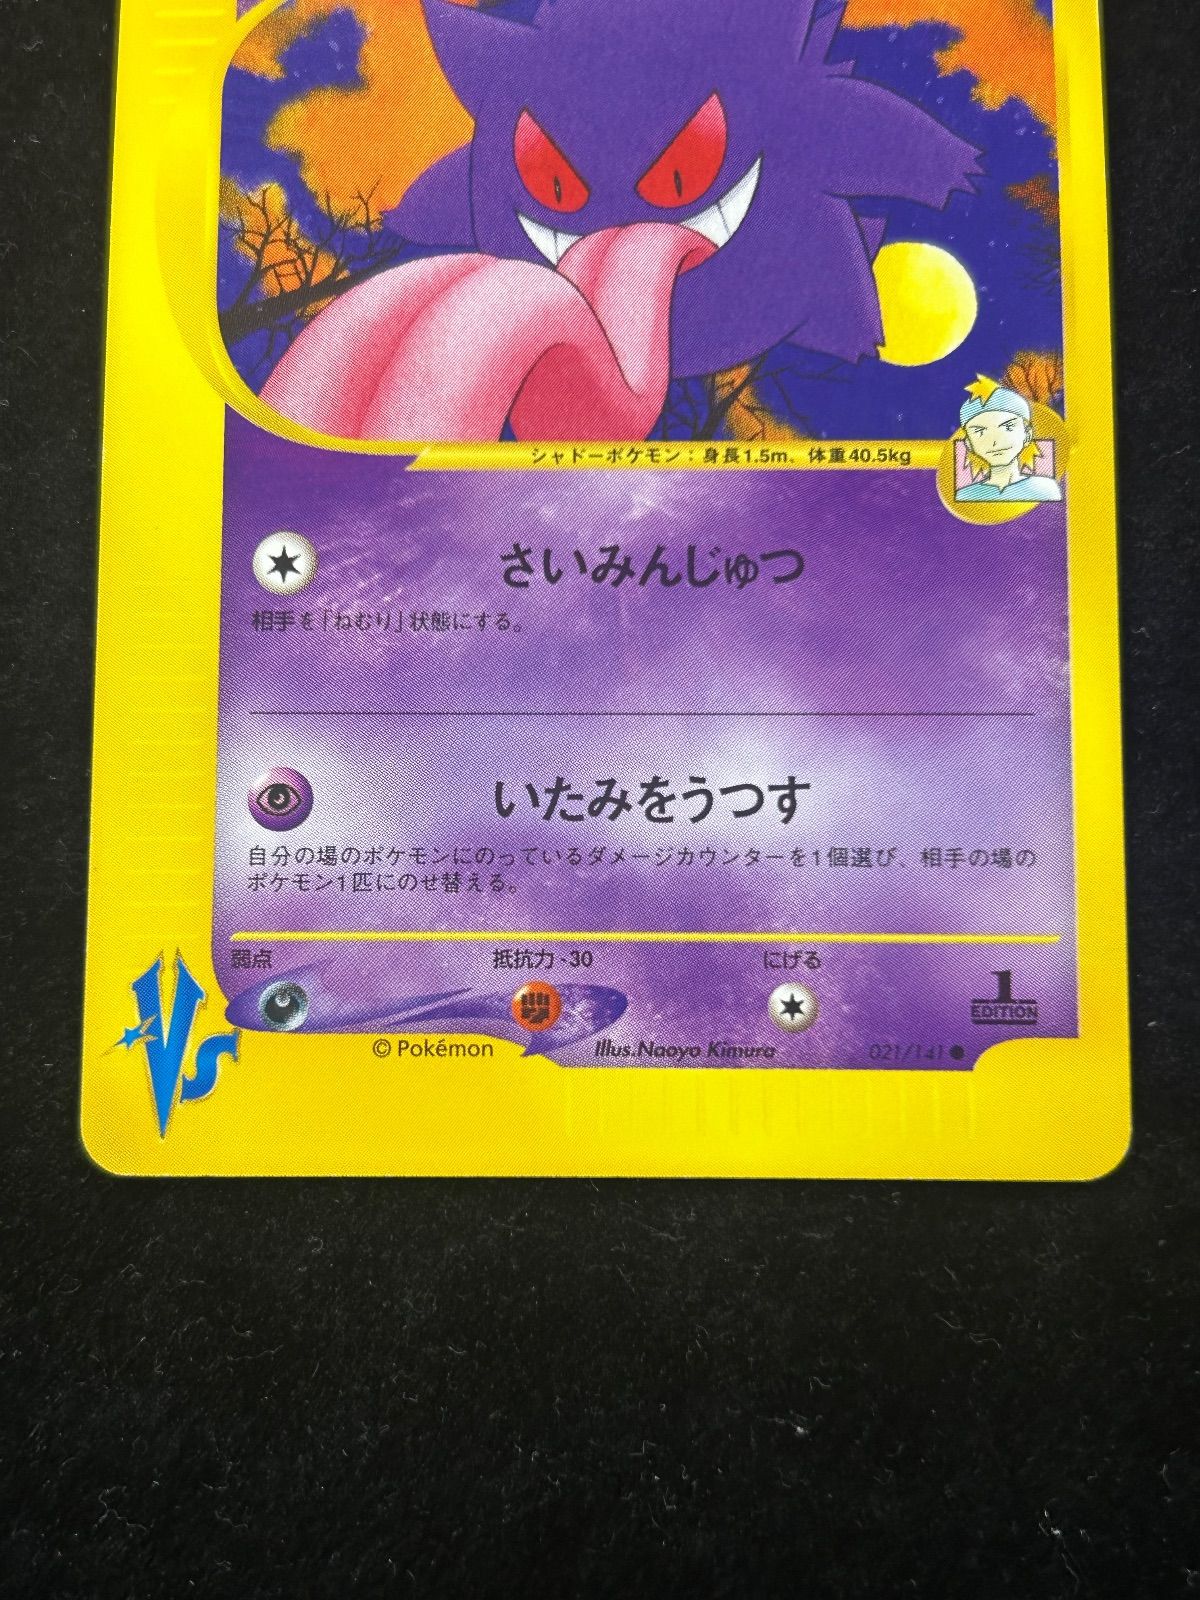 シャドーポケモン：身長1.5m、体重40.5kg
さいみんじゅつ
相手を「ねむり」状態にする。
いたみをうつす
自分の場のポケモンにのっているダメージカウンターを1個選び、相手の場の
ポケモン1匹にのせ替える。
弱点 抵抗力 -30 にげる
1
EDITION
VS
© Pokémon Illus.Naoyo Kimura 021/141 ●